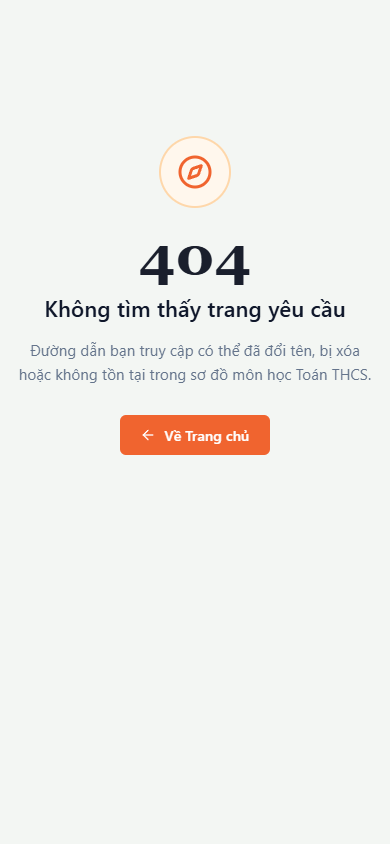 404
Không tìm thấy trang yêu cầu
Đường dẫn bạn truy cập có thể đã đổi tên, bị xóa
hoặc không tồn tại trong sơ đồ môn học Toán THCS.
Về Trang chủ